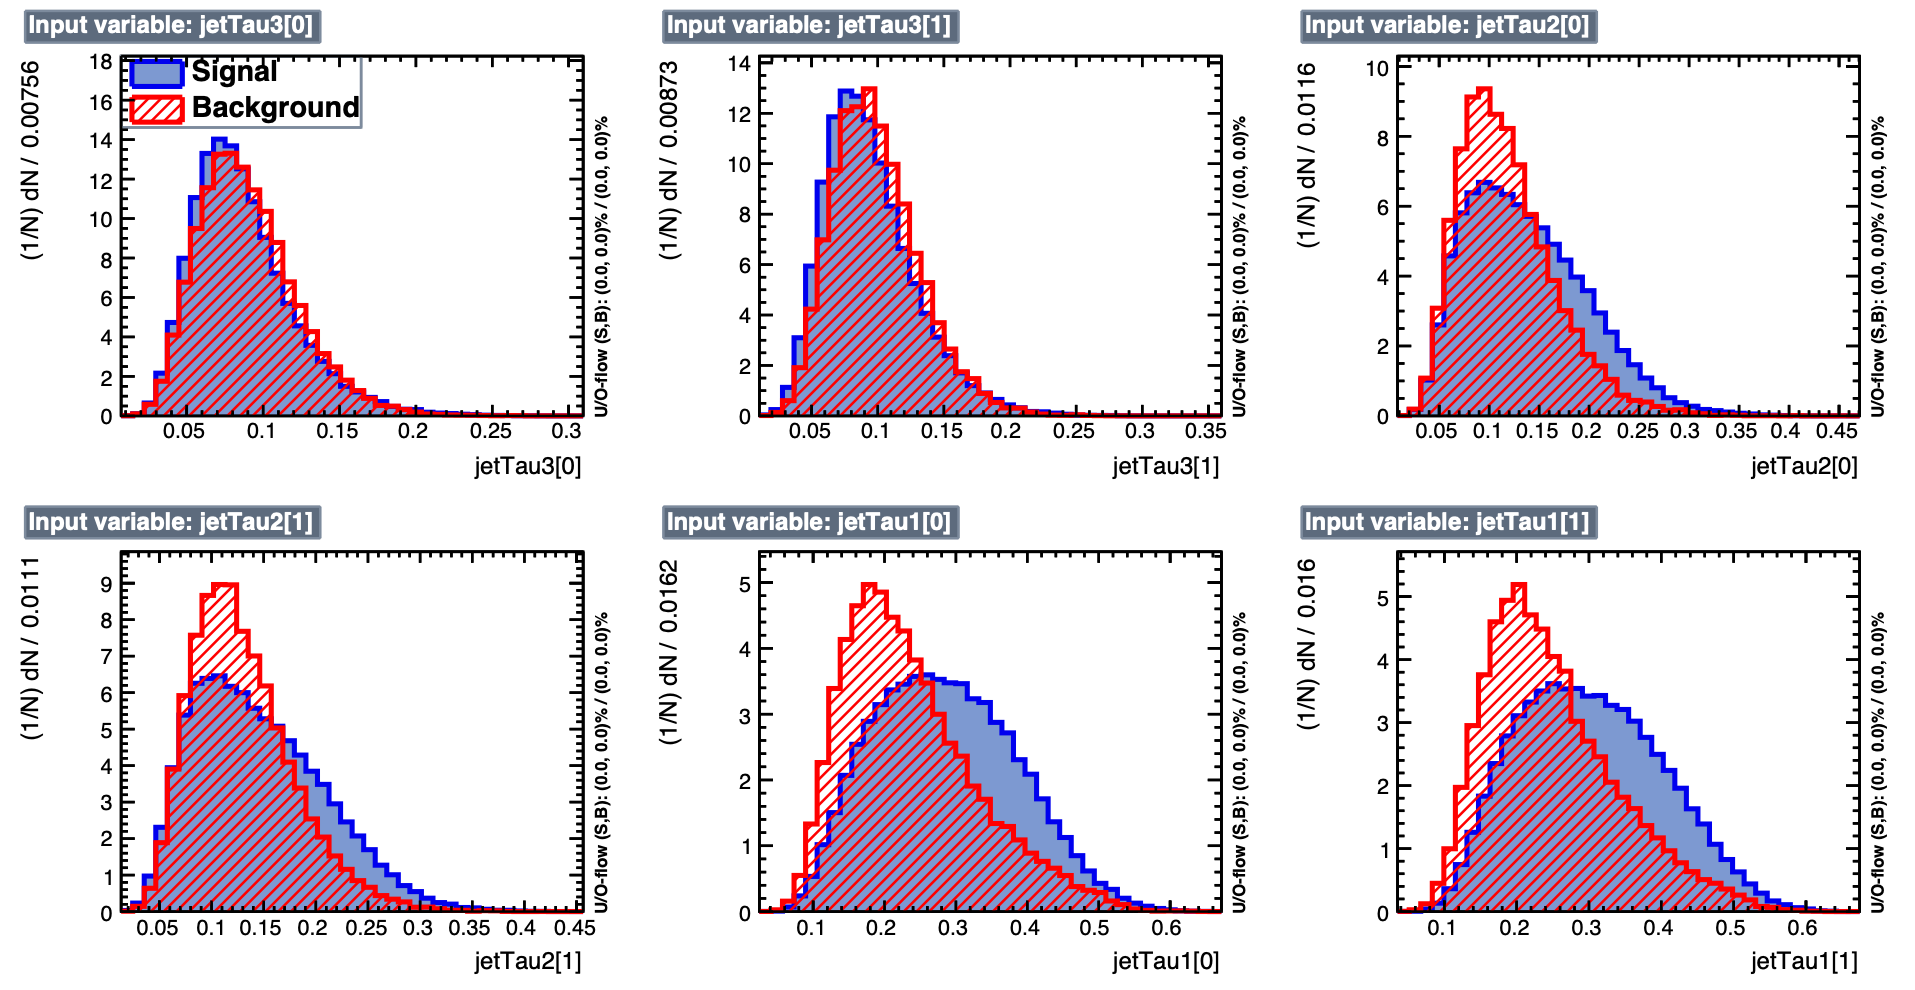 Input variable: jetTau3[0]
(1/N) dN / 0.00756
18
16
14
12
10
8
6
4
2
0
Signal
Background
0.05 0.1 0.15 0.2 0.25 0.3
jetTau3[0]
U/O-flow (S,B): (0.0, 0.0)% / (0.0, 0.0)%
Input variable: jetTau3[1]
(1/N) dN / 0.00873
14
12
10
8
6
4
2
0
0.05 0.1 0.15 0.2 0.25 0.3 0.35
jetTau3[1]
U/O-flow (S,B): (0.0, 0.0)% / (0.0, 0.0)%
Input variable: jetTau2[0]
(1/N) dN / 0.0116
10
8
6
4
2
0
0.05 0.1 0.15 0.2 0.25 0.3 0.35 0.4 0.45
jetTau2[0]
U/O-flow (S,B): (0.0, 0.0)% / (0.0, 0.0)%
Input variable: jetTau2[1]
(1/N) dN / 0.0111
9
8
7
6
5
4
3
2
1
0
0.05 0.1 0.15 0.2 0.25 0.3 0.35 0.4 0.45
jetTau2[1]
U/O-flow (S,B): (0.0, 0.0)% / (0.0, 0.0)%
Input variable: jetTau1[0]
(1/N) dN / 0.0162
5
4
3
2
1
0
0.1 0.2 0.3 0.4 0.5 0.6
jetTau1[0]
U/O-flow (S,B): (0.0, 0.0)% / (0.0, 0.0)%
Input variable: jetTau1[1]
(1/N) dN / 0.016
5
4
3
2
1
0
0.1 0.2 0.3 0.4 0.5 0.6
jetTau1[1]
U/O-flow (S,B): (0.0, 0.0)% / (0.0, 0.0)%